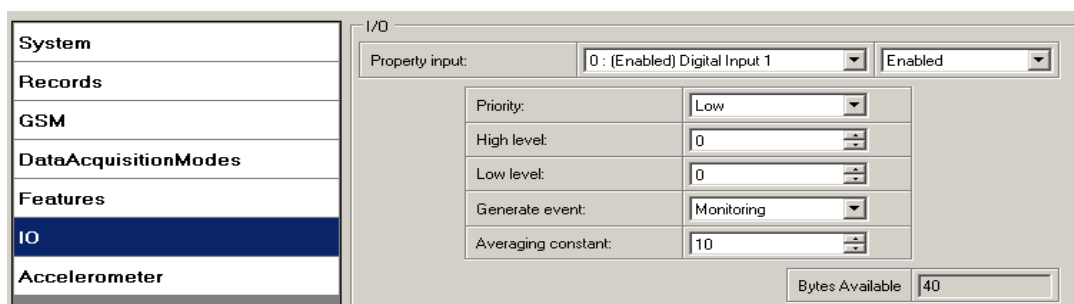 System
Records
GSM
DataAcquisitionModes
Features
IO
Accelerometer
I/O
Property input: 0 : (Enabled) Digital Input 1 Enabled
Priority: Low
High level: 0
Low level: 0
Generate event: Monitoring
Averaging constant: 10
Bytes Available 40